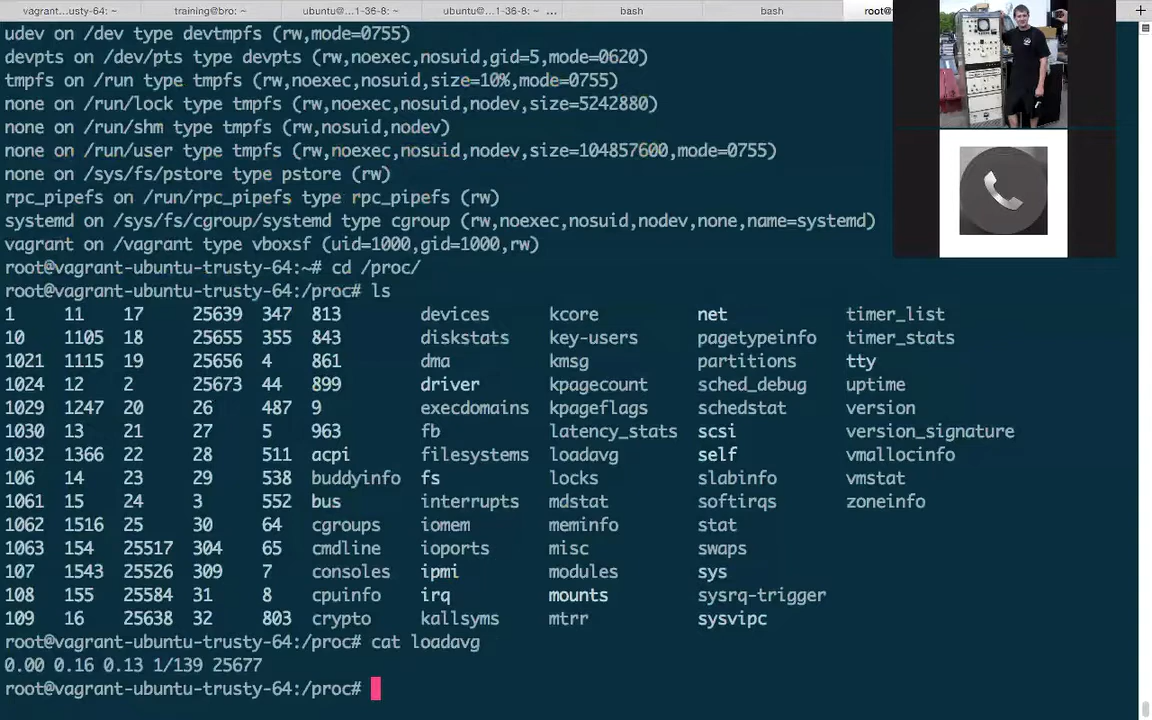 vagrant...usty-64: ~ training@bro: ~ ubuntu@...1-36-8: ~ ubuntu@...1-36-8: ~ ... bash bash root@
udev on /dev type devtmpfs (rw,mode=0755)
devpts on /dev/pts type devpts (rw,noexec,nosuid,gid=5,mode=0620)
tmpfs on /run type tmpfs (rw,noexec,nosuid,size=10%,mode=0755)
none on /run/lock type tmpfs (rw,noexec,nosuid,nodev,size=5242880)
none on /run/shm type tmpfs (rw,nosuid,nodev)
none on /run/user type tmpfs (rw,noexec,nosuid,nodev,size=104857600,mode=0755)
none on /sys/fs/pstore type pstore (rw)
rpc_pipefs on /run/rpc_pipefs type rpc_pipefs (rw)
systemd on /sys/fs/cgroup/systemd type cgroup (rw,noexec,nosuid,nodev,none,name=systemd)
vagrant on /vagrant type vboxsf (uid=1000,gid=1000,rw)
root@vagrant-ubuntu-trusty-64:~# cd /proc/
root@vagrant-ubuntu-trusty-64:/proc# ls
1 11 17 25639 347 813 devices kcore net timer_list
10 1105 18 25655 355 843 diskstats key-users pagetypeinfo timer_stats
1021 1115 19 25656 4 861 dma kmsg partitions tty
1024 12 2 25673 44 899 driver kpagecount sched_debug uptime
1029 1247 20 26 487 9 execdomains kpageflags schedstat version
1030 13 21 27 5 963 fb latency_stats scsi version_signature
1032 1366 22 28 511 acpi filesystems loadavg self vmallocinfo
106 14 23 29 538 buddyinfo fs locks slabinfo vmstat
1061 15 24 3 552 bus interrupts mdstat softirqs zoneinfo
1062 1516 25 30 64 cgroups iomem meminfo stat
1063 154 25517 304 65 cmdline ioports misc swaps
107 1543 25526 309 7 consoles ipmi modules sys
108 155 25584 31 8 cpuinfo irq mounts sysrq-trigger
109 16 25638 32 803 crypto kallsyms mtrr sysvipc
root@vagrant-ubuntu-trusty-64:/proc# cat loadavg
0.00 0.16 0.13 1/139 25677
root@vagrant-ubuntu-trusty-64:/proc#